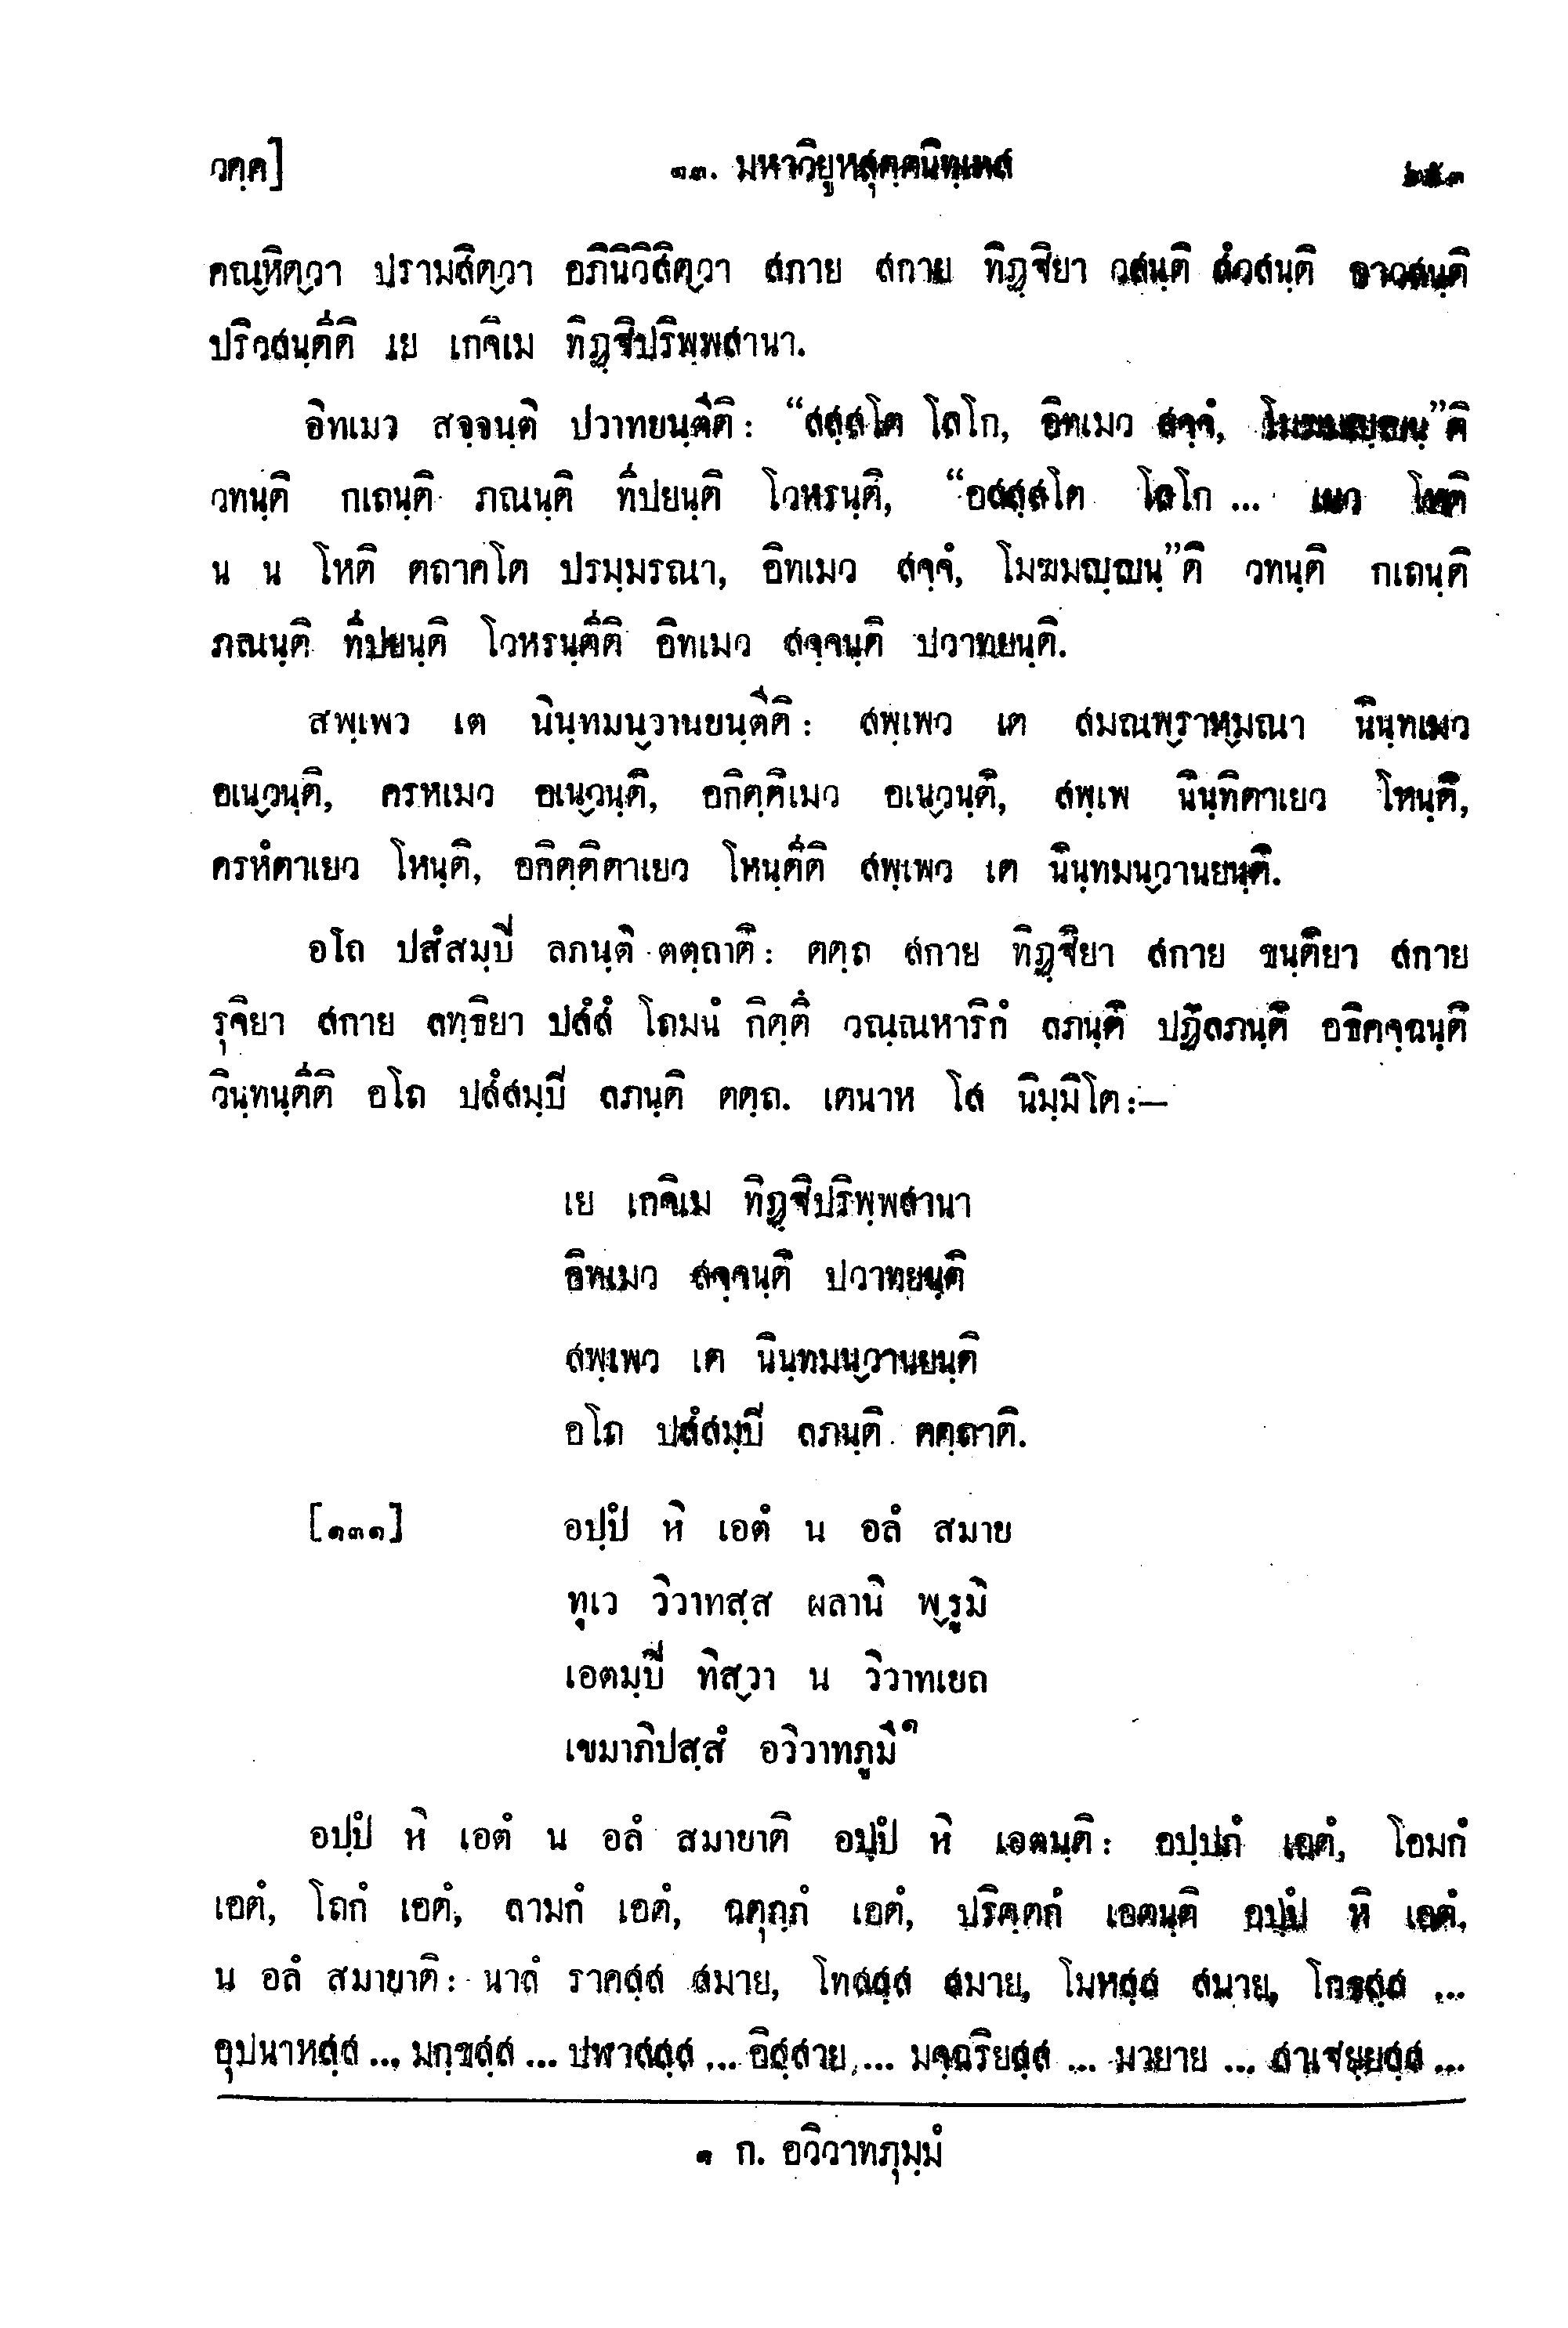 วคฺค] ๑๓. มหาวิยูหสุตฺตนิทฺเทส ๒๕๓
คณฺหิตฺวา ปรามสิตฺวา อภินิวิสิตฺวา สกาย สกาย ทิฏฺฐิยา วสนฺติ สํวสนฺติ อาวสนฺติ
ปริวสนฺตีติ เย เกจิเม ทิฏฺฐิปริพฺพสานา.
อิทเมว สจฺจนฺติ ปวาทยนฺตีติ: “สสฺสโต โลโก, อิทเมว สจฺจํ, โมฆมญฺญนฺ”ติ
วทนฺติ กเถนฺติ ภณนฺติ ทีปยนฺติ โวหรนฺติ, “อสสฺสโต โลโก ... เนว โหติ
น น โหติ ตถาคโต ปรมฺมรณา, อิทเมว สจฺจํ, โมฆมญฺญนฺ”ติ วทนฺติ กเถนฺติ
ภณนฺติ ทีปยนฺติ โวหรนฺตีติ อิทเมว สจฺจนฺติ ปวาทยนฺติ.
สพฺเพว เต นินฺทมนฺวานยนฺตีติ: สพฺเพว เต สมณพฺราหฺมณา นินฺทเมว
อเนฺวนฺติ, ครหเมว อเนฺวนฺติ, อกิตฺติเมว อเนฺวนฺติ, สพฺเพ นินฺทิตาเยว โหนฺติ,
ครหิตาเยว โหนฺติ, อกิตฺติตาเยว โหนฺตีติ สพฺเพว เต นินฺทมนฺวานยนฺติ.
อโถ ปสํสมฺปิ ลภนฺติ ตตฺถาติ: ตตฺถ สกาย ทิฏฺฐิยา สกาย ขนฺติยา สกาย
รุจิยา สกาย ลทฺธิยา ปสํสํ โถมนํ กิตฺตึ วณฺณหาริกํ ลภนฺติ ปฏิลภนฺติ อธิคจฺฉนฺติ
วินฺทนฺตีติ อโถ ปสํสมฺปิ ลภนฺติ ตตฺถ. เตนาห โส นิมฺมิโต:—
เย เกจิเม ทิฏฺฐิปริพฺพสานา
อิทเมว สจฺจนฺติ ปวาทยนฺติ
สพฺเพว เต นินฺทมนฺวานยนฺติ
อโถ ปสํสมฺปิ ลภนฺติ ตตฺถาติ.
[๑๓๑] อปฺปํ หิ เอตํ น อลํ สมาย
ทุเว วิวาทสฺส ผลานิ พฺรูมิ
เอตมฺปิ ทิสฺวา น วิวาทเยถ
เขมาภิปสฺสํ อวิวาทภูมึ๑
อปฺปํ หิ เอตํ น อลํ สมายาติ อปฺปํ หิ เอตนฺติ: อปฺปกํ เอตํ, โอมกํ
เอตํ, โถกํ เอตํ, ลามกํ เอตํ, ฉตุกฺกํ เอตํ, ปริตฺตกํ เอตนฺติ อปฺปํ หิ เอตํ,
น อลํ สมายาติ: นาลํ ราคสฺส สมาย, โทสสฺส สมาย, โมหสฺส สมาย, โกธสฺส ...
อุปนาหสฺส ... มกฺขสฺส ... ปฬาสสฺส ... อิสฺสาย ... มจฺฉริยสฺส ... มายาย ... สาเฐยฺยสฺส ...
๑ ก. อวิวาทภุมฺมํ